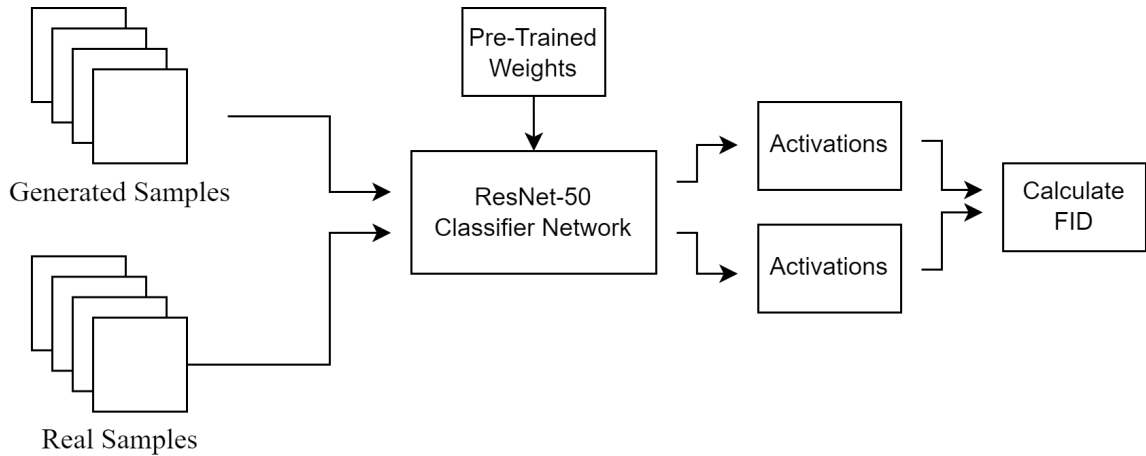 Pre-Trained
Weights
Generated Samples
ResNet-50
Classifier Network
Activations
Activations
Calculate
FID
Real Samples